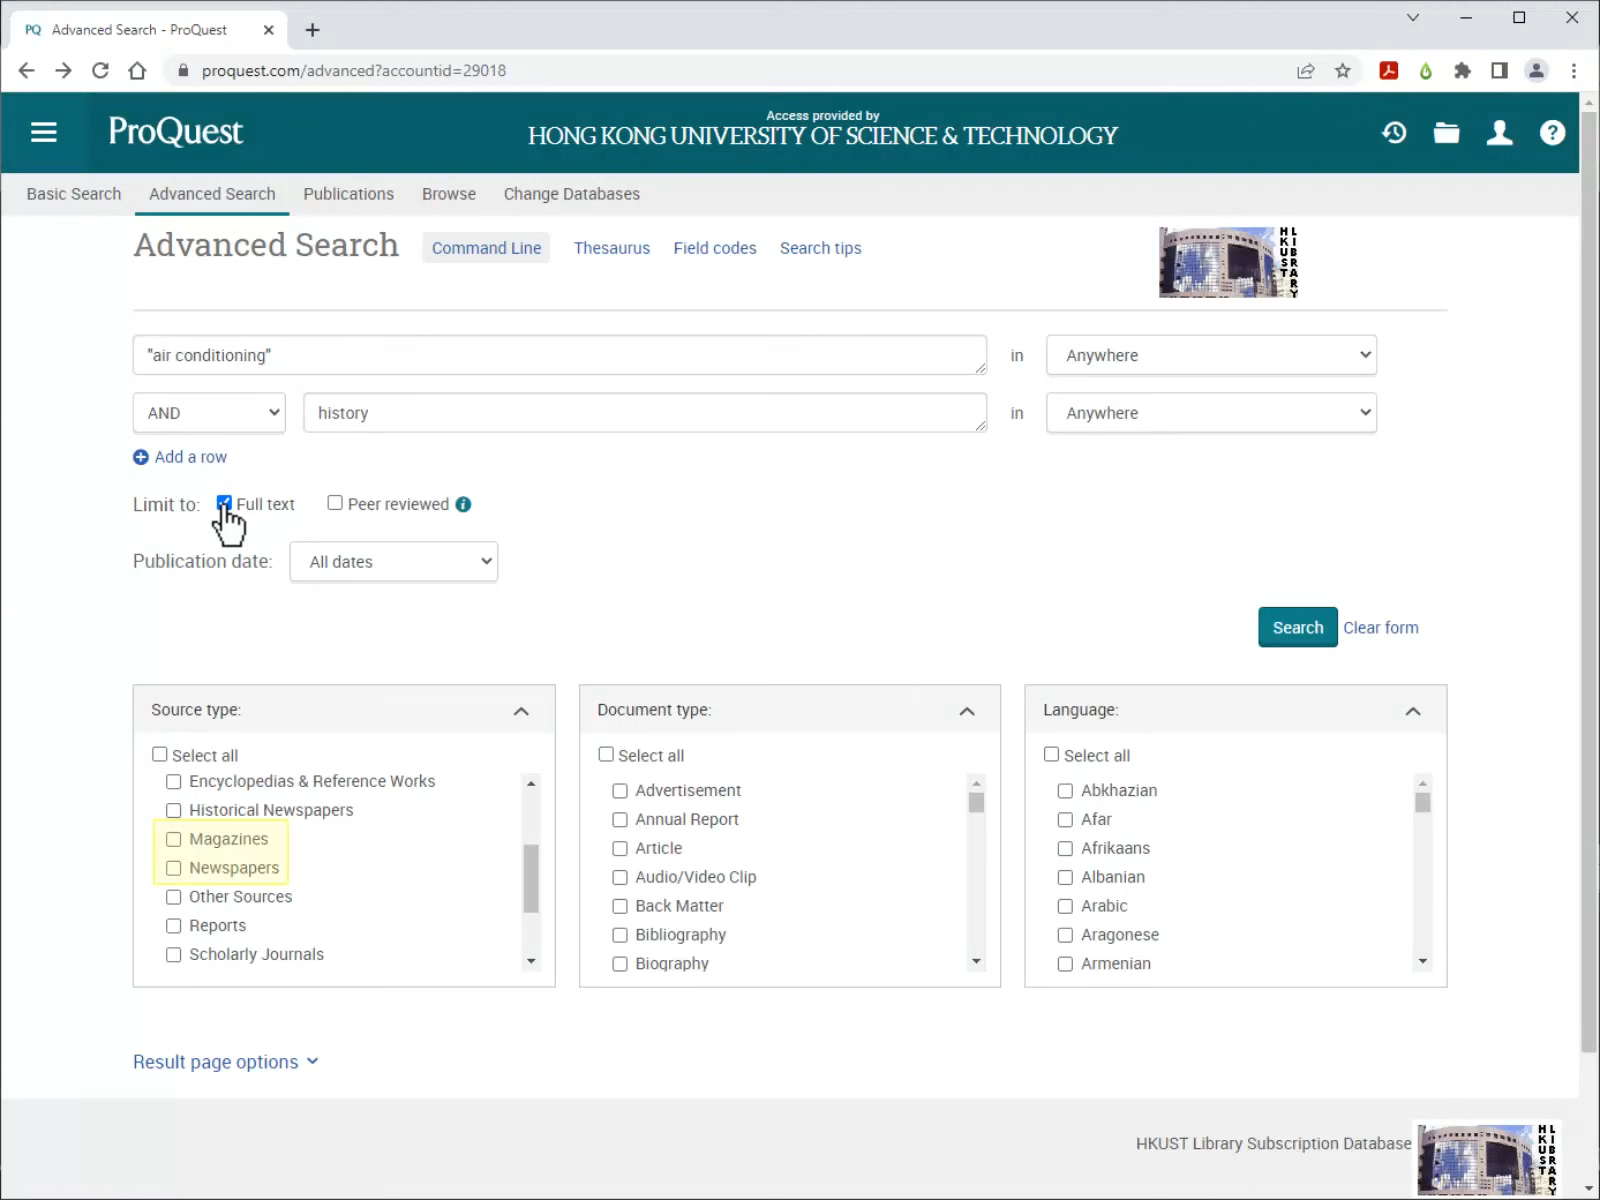 PQ Advanced Search - ProQuest
proquest.com/advanced?accountid=29018
ProQuest
Access provided by
HONG KONG UNIVERSITY OF SCIENCE & TECHNOLOGY
Basic Search Advanced Search Publications Browse Change Databases
Advanced Search Command Line Thesaurus Field codes Search tips
HKUST LIBRARY
"air conditioning" in Anywhere
AND history in Anywhere
Add a row
Limit to: Full text Peer reviewed
Publication date: All dates
Search Clear form
Source type: Document type: Language:
Select all Select all Select all
Encyclopedias & Reference Works Advertisement Abkhazian
Historical Newspapers Annual Report Afar
Magazines Article Afrikaans
Newspapers Audio/Video Clip Albanian
Other Sources Back Matter Arabic
Reports Bibliography Aragonese
Scholarly Journals Biography Armenian
Result page options
HKUST Library Subscription Database
HKUST LIBRARY